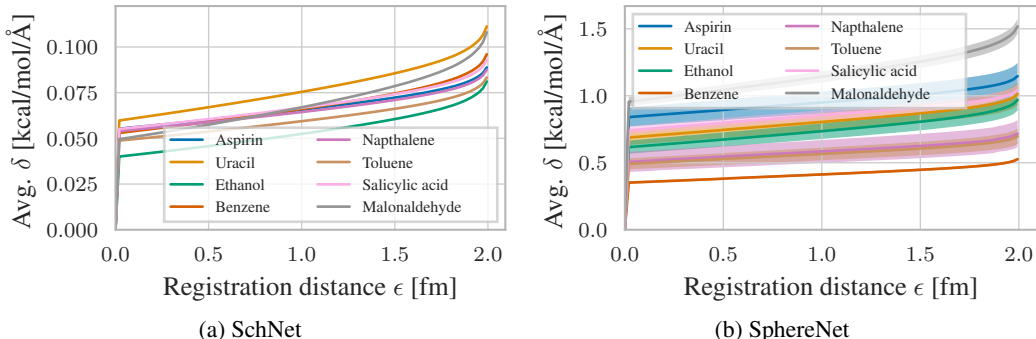 Avg. δ [kcal/mol/Å]
0.100
0.075
0.050
0.025
0.000
0.0 0.5 1.0 1.5 2.0
Registration distance ϵ [fm]
Aspirin
Uracil
Ethanol
Benzene
Napthalene
Toluene
Salicylic acid
Malonaldehyde
(a) SchNet
Avg. δ [kcal/mol/Å]
1.5
1.0
0.5
0.0
0.0 0.5 1.0 1.5 2.0
Registration distance ϵ [fm]
Aspirin
Uracil
Ethanol
Benzene
Napthalene
Toluene
Salicylic acid
Malonaldehyde
(b) SphereNet